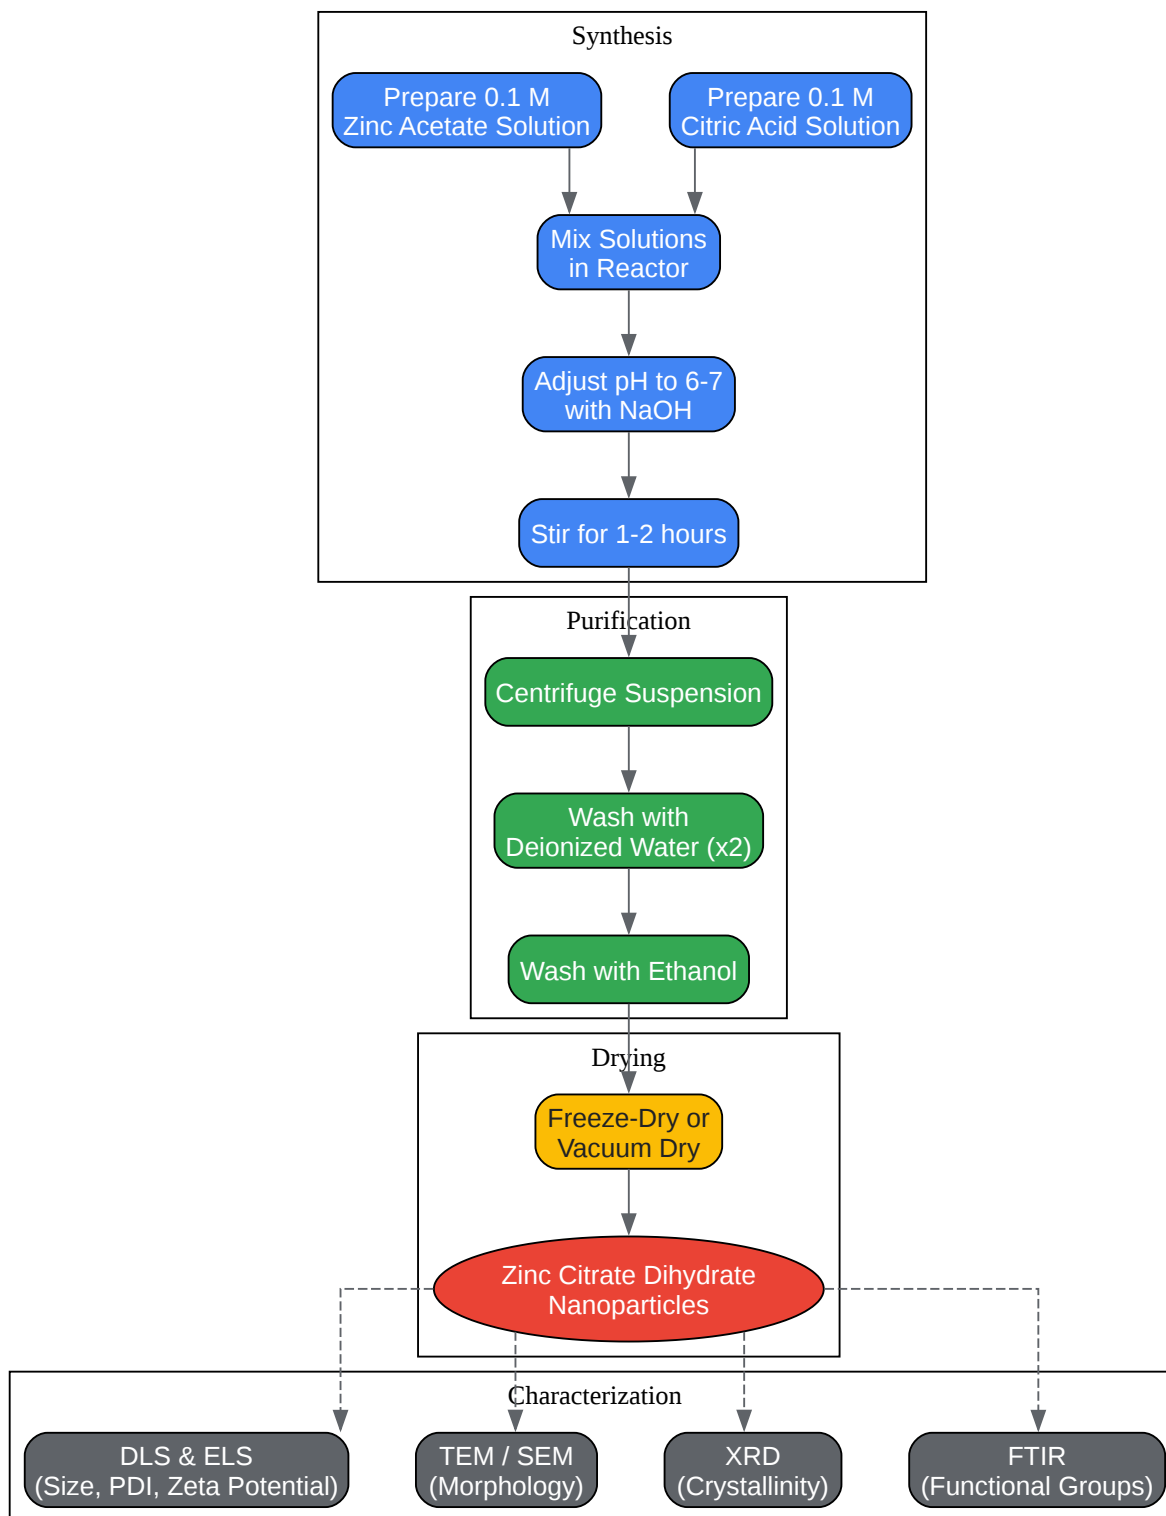 Synthesis
Prepare 0.1 M
Zinc Acetate Solution
Prepare 0.1 M
Citric Acid Solution
Mix Solutions
in Reactor
Adjust pH to 6-7
with NaOH
Stir for 1-2 hours
Purification
Centrifuge Suspension
Wash with
Deionized Water (x2)
Wash with Ethanol
Drying
Freeze-Dry or
Vacuum Dry
Zinc Citrate Dihydrate
Nanoparticles
Characterization
DLS & ELS
(Size, PDI, Zeta Potential)
TEM / SEM
(Morphology)
XRD
(Crystallinity)
FTIR
(Functional Groups)